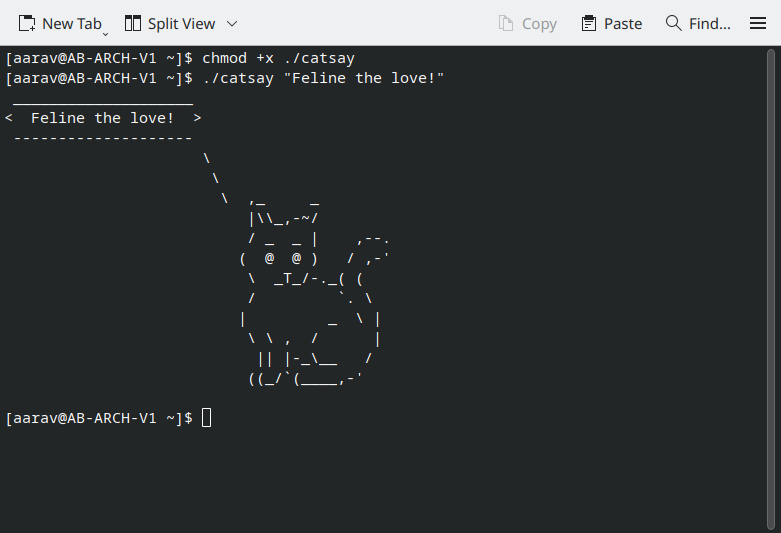 New Tab Split View Copy Paste Find...
[aarav@AB-ARCH-V1 ~]$ chmod +x ./catsay
[aarav@AB-ARCH-V1 ~]$ ./catsay "Feline the love!"
 ____________________
<  Feline the love!  >
 --------------------
                      \
                       \
                        \  ,_     _
                           |\\_,-~/
                           / _  _ |    ,--.
                          (  @  @ )   / ,-'
                           \  _T_/-._( (
                           /         `. \
                          |         _  \ |
                           \ \ ,  /      |
                            || |-_\__   /
                           ((_/`(____,-'
[aarav@AB-ARCH-V1 ~]$